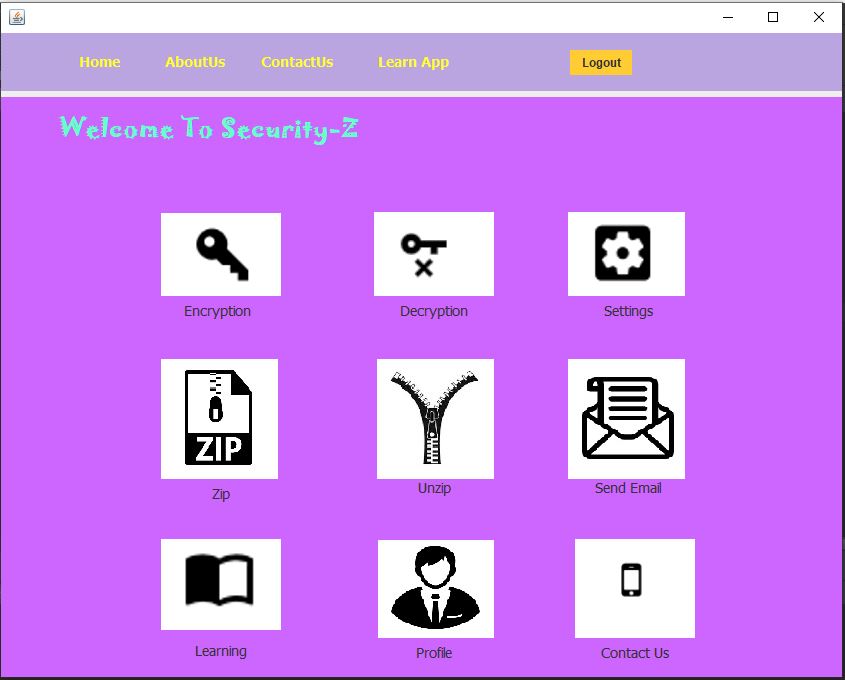 Home AboutUs ContactUs Learn App Logout
Welcome To Security-Z
Encryption Decryption Settings
ZIP
Zip Unzip Send Email
Learning Profile Contact Us